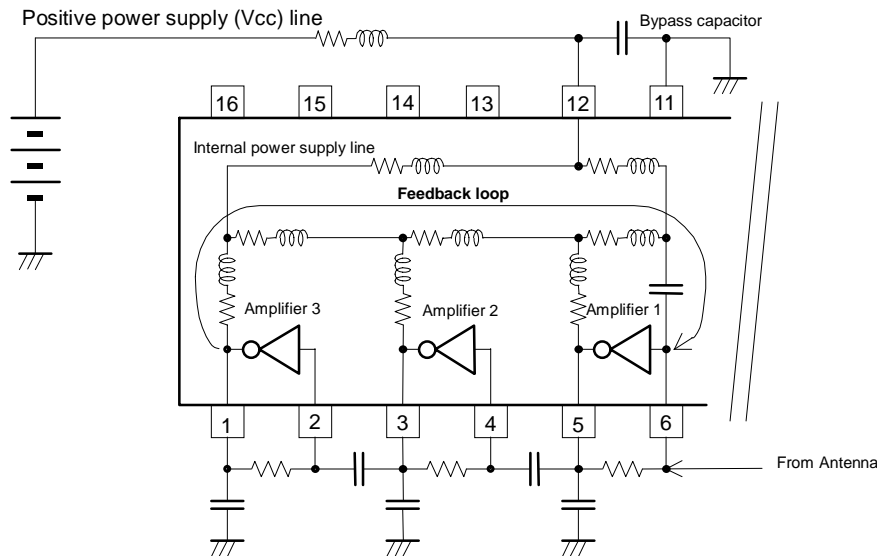 Positive power supply (Vcc) line
Bypass capacitor
16 15 14 13 12 11
Internal power supply line
Feedback loop
Amplifier 3 Amplifier 2 Amplifier 1
1 2 3 4 5 6
From Antenna